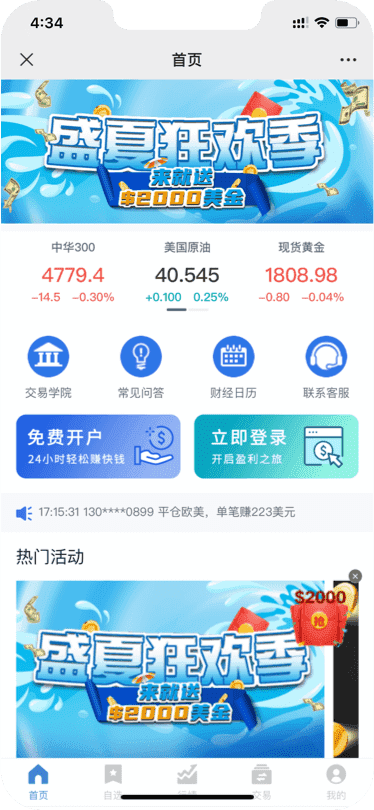 4:34
首页
盛夏狂欢季
来就送
$2000美金
中华300
美国原油
现货黄金
4779.4
40.545
1808.98
-14.5 -0.30%
+0.100 0.25%
-0.80 -0.04%
交易学院
常见问答
财经日历
联系客服
免费开户
24小时轻松赚快钱
立即登录
开启盈利之旅
17:15:31 130****0899 平仓欧美，单笔赚223美元
热门活动
$2000
抢
盛夏狂欢季
来就送
$2000美金
首页
自选
行情
交易
我的